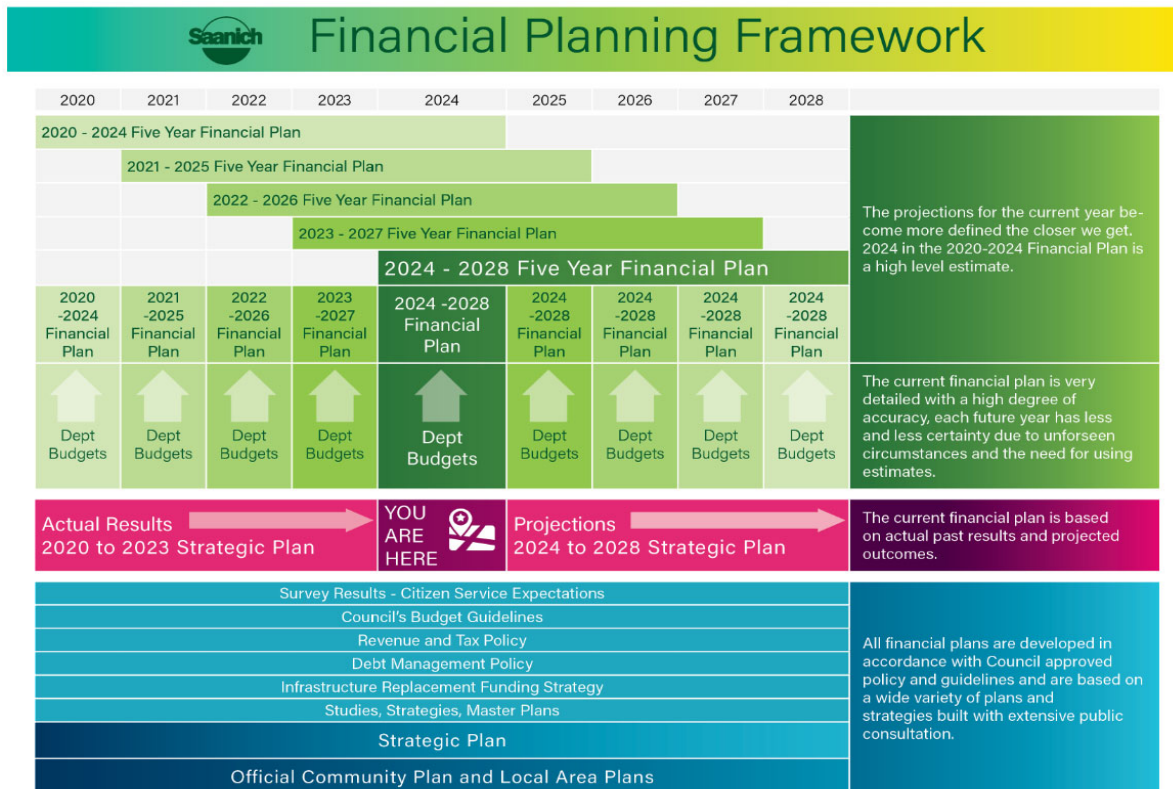 Saanich
Financial Planning Framework
2020 2021 2022 2023 2024 2025 2026 2027 2028
2020 - 2024 Five Year Financial Plan
2021 - 2025 Five Year Financial Plan
2022 - 2026 Five Year Financial Plan
2023 - 2027 Five Year Financial Plan
2024 - 2028 Five Year Financial Plan
The projections for the current year be-
come more defined the closer we get.
2024 in the 2020-2024 Financial Plan is
a high level estimate.
2020
-2024
Financial
Plan
2021
-2025
Financial
Plan
2022
-2026
Financial
Plan
2023
-2027
Financial
Plan
2024 -2028
Financial
Plan
2024
-2028
Financial
Plan
2024
-2028
Financial
Plan
2024
-2028
Financial
Plan
2024
-2028
Financial
Plan
Dept
Budgets
Dept
Budgets
Dept
Budgets
Dept
Budgets
Dept
Budgets
Dept
Budgets
Dept
Budgets
Dept
Budgets
Dept
Budgets
The current financial plan is very
detailed with a high degree of
accuracy, each future year has less
and less certainty due to unforseen
circumstances and the need for using
estimates.
Actual Results
2020 to 2023 Strategic Plan
YOU
ARE
HERE
Projections
2024 to 2028 Strategic Plan
The current financial plan is based
on actual past results and projected
outcomes.
Survey Results - Citizen Service Expectations
Council's Budget Guidelines
Revenue and Tax Policy
Debt Management Policy
Infrastructure Replacement Funding Strategy
Studies, Strategies, Master Plans
Strategic Plan
Official Community Plan and Local Area Plans
All financial plans are developed in
accordance with Council approved
policy and guidelines and are based on
a wide variety of plans and
strategies built with extensive public
consultation.